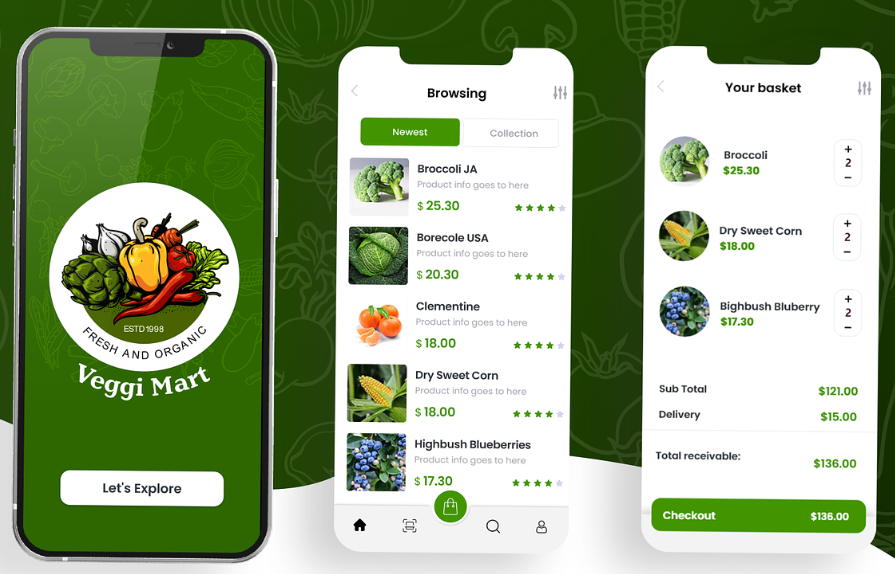 ESTD 1998
FRESH AND ORGANIC
Veggi Mart
Let's Explore
Browsing
Newest
Collection
Broccoli JA
Product info goes to here
$ 25.30
Borecole USA
Product info goes to here
$ 20.30
Clementine
Product info goes to here
$ 18.00
Dry Sweet Corn
Product info goes to here
$ 18.00
Highbush Blueberries
Product info goes to here
$ 17.30
Your basket
Broccoli
$25.30
+
2
−
Dry Sweet Corn
$18.00
+
2
−
Bighbush Bluberry
$17.30
+
2
−
Sub Total $121.00
Delivery $15.00
Total receivable: $136.00
Checkout $136.00